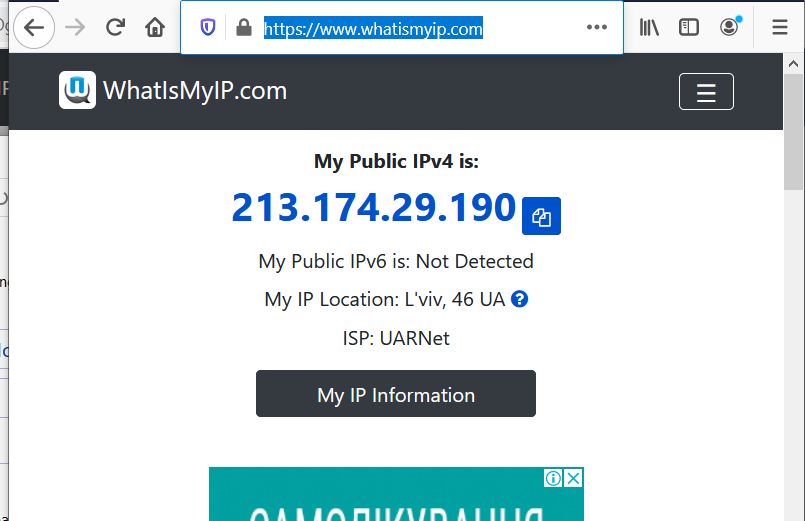 https://www.whatismyip.com
WhatIsMyIP.com
My Public IPv4 is:
213.174.29.190
My Public IPv6 is: Not Detected
My IP Location: L'viv, 46 UA
ISP: UARNet
My IP Information
САМОЛІКУВАННЯ